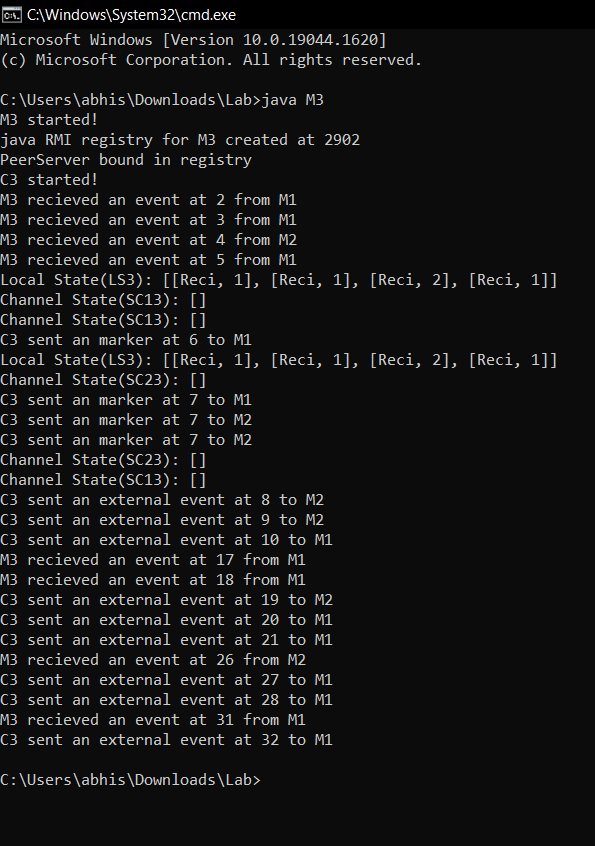 C:\Windows\System32\cmd.exe
Microsoft Windows [Version 10.0.19044.1620]
(c) Microsoft Corporation. All rights reserved.
C:\Users\abhis\Downloads\Lab>java M3
M3 started!
java RMI registry for M3 created at 2902
PeerServer bound in registry
C3 started!
M3 recieved an event at 2 from M1
M3 recieved an event at 3 from M1
M3 recieved an event at 4 from M2
M3 recieved an event at 5 from M1
Local State(LS3): [[Reci, 1], [Reci, 1], [Reci, 2], [Reci, 1]]
Channel State(SC13): []
Channel State(SC13): []
C3 sent an marker at 6 to M1
Local State(LS3): [[Reci, 1], [Reci, 1], [Reci, 2], [Reci, 1]]
Channel State(SC23): []
C3 sent an marker at 7 to M1
C3 sent an marker at 7 to M2
C3 sent an marker at 7 to M2
Channel State(SC23): []
Channel State(SC13): []
C3 sent an external event at 8 to M2
C3 sent an external event at 9 to M2
C3 sent an external event at 10 to M1
M3 recieved an event at 17 from M1
M3 recieved an event at 18 from M1
C3 sent an external event at 19 to M2
C3 sent an external event at 20 to M1
C3 sent an external event at 21 to M1
M3 recieved an event at 26 from M2
C3 sent an external event at 27 to M1
C3 sent an external event at 28 to M1
M3 recieved an event at 31 from M1
C3 sent an external event at 32 to M1
C:\Users\abhis\Downloads\Lab>